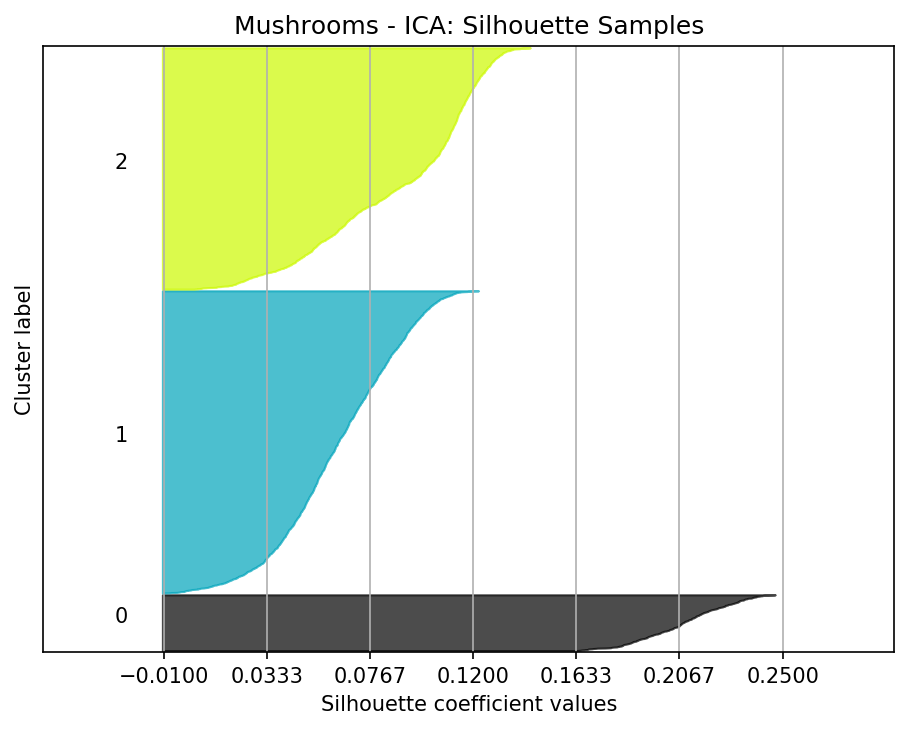 Mushrooms - ICA: Silhouette Samples
2
1
0
Cluster label
−0.0100 0.0333 0.0767 0.1200 0.1633 0.2067 0.2500
Silhouette coefficient values